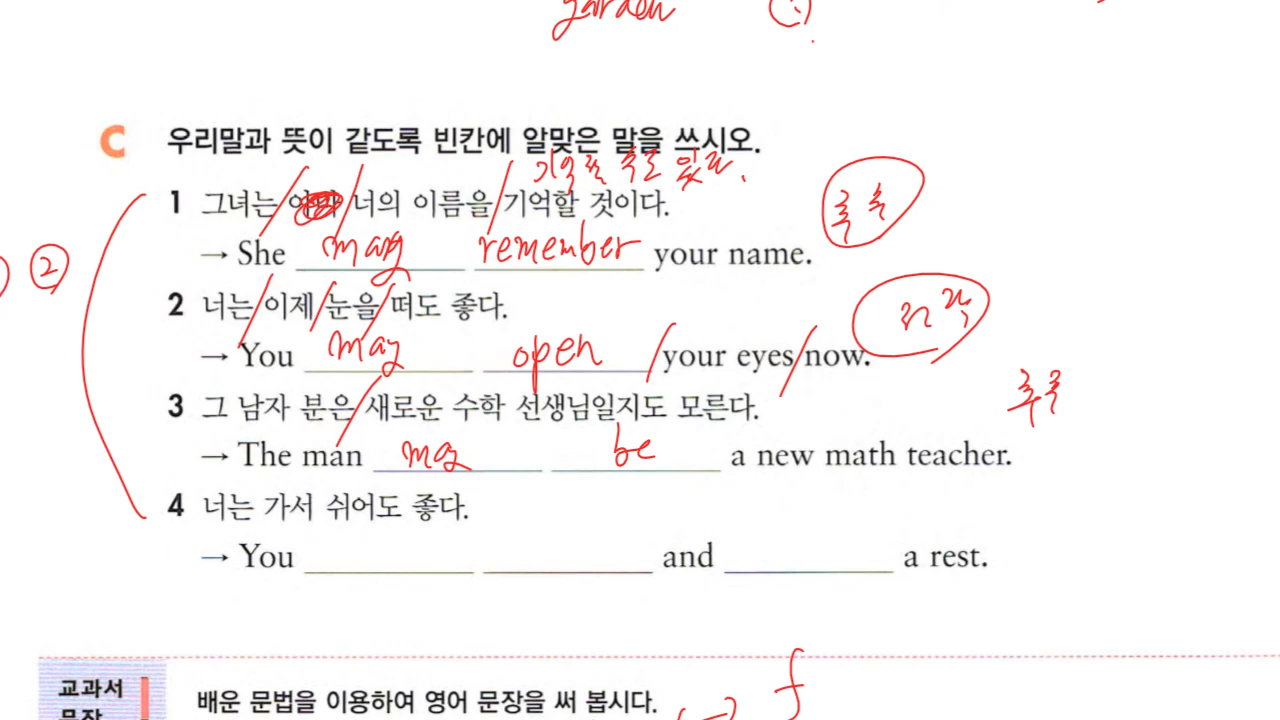 garden
C 우리말과 뜻이 같도록 빈칸에 알맞은 말을 쓰시오.
기억할 수도 있다.
1 그녀는 너의 이름을 기억할 것이다. 추측
→ She may remember your name.
②
2 너는 이제 눈을 떠도 좋다. 허락
→ You may open your eyes now.
3 그 남자 분은 새로운 수학 선생님일지도 모른다. 추측
→ The man may be a new math teacher.
4 너는 가서 쉬어도 좋다.
→ You and a rest.
교과서 배운 문법을 이용하여 영어 문장을 써 봅시다.
문장